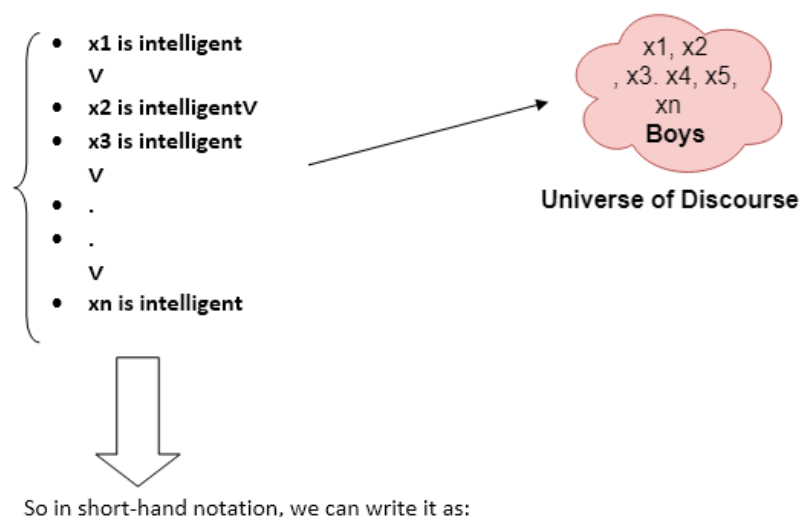 • x1 is intelligent
V
• x2 is intelligentV
• x3 is intelligent
V
• .
• .
V
• xn is intelligent
x1, x2
, x3. x4, x5,
xn
Boys
Universe of Discourse
So in short-hand notation, we can write it as: